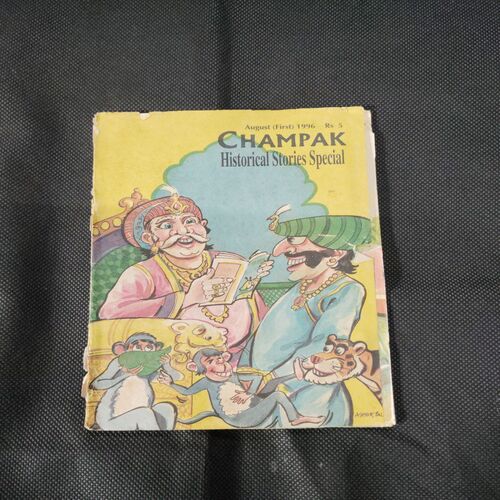 August (First) 1996 Rs 5
CHAMPAK
Historical Stories Special